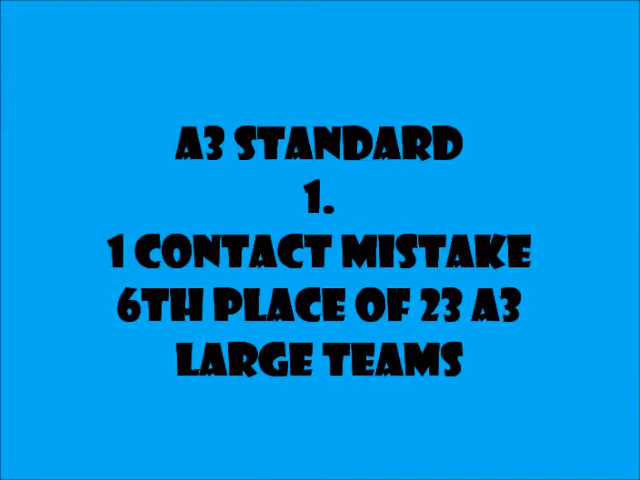 A3 STANDARD
1.
1 CONTACT MISTAKE
6TH PLACE OF 23 A3
LARGE TEAMS